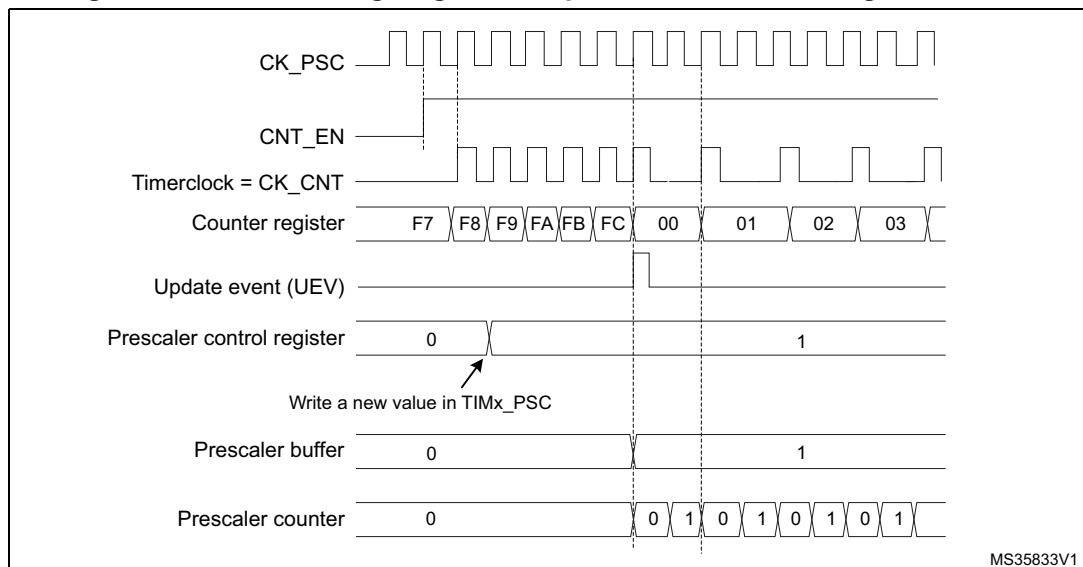 CK_PSC
CNT_EN
Timerclock = CK_CNT
Counter register F7 F8 F9 FA FB FC 00 01 02 03
Update event (UEV)
Prescaler control register 0 1
Write a new value in TIMx_PSC
Prescaler buffer 0 1
Prescaler counter 0 0 1 0 1 0 1 0 1
MS35833V1